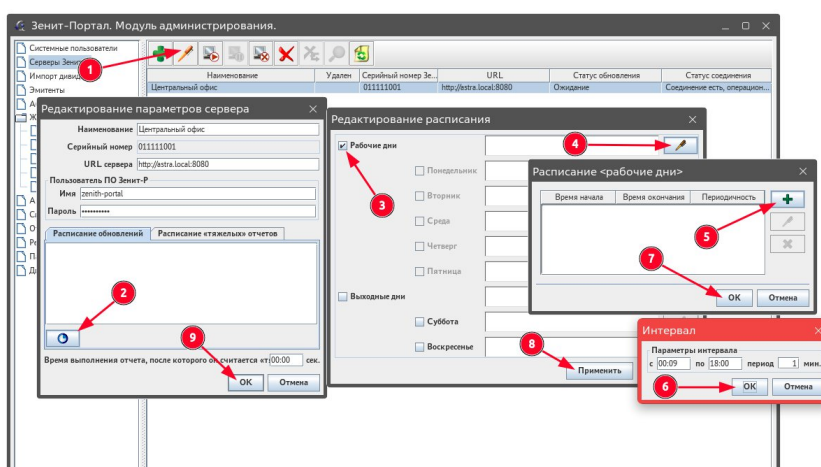 Зенит-Портал. Модуль администрирования.
Системные пользователи
Серверы
Импорт
Эмитенты
Наименование Удален Серийный номер Зе... URL Статус обновления Статус соединения
Центральный офис 011111001 http://astra.local:8080 Ожидание Соединение есть, операцион...
1
Редактирование параметров сервера
Наименование Центральный офис
Серийный номер 011111001
URL сервера http://astra.local:8080
Пользователь ПО Зенит-Р
Имя zenith-portal
Пароль ••••••••••
Расписание обновлений Расписание «тяжелых» отчетов
2
9
Время выполнения отчета, после которого он считается «т 00:00 сек.
OK Отмена
Редактирование расписания
Рабочие дни
3
4
Понедельник
Вторник
Среда
Четверг
Пятница
Выходные дни
Суббота
Воскресенье
8
Применить
Расписание <рабочие дни>
Время начала Время окончания Периодичность
5
7
OK Отмена
Интервал
Параметры интервала
с 00:09 по 18:00 период 1 мин.
6
OK Отмена